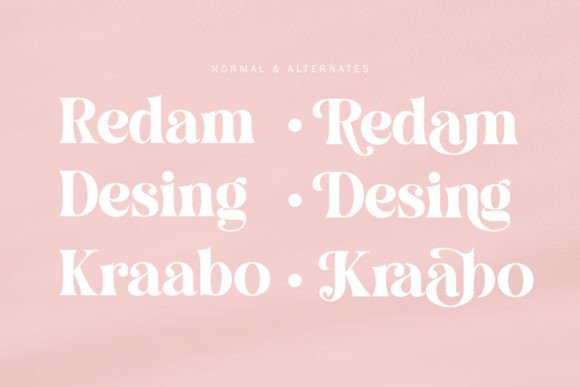 NORMAL & ALTERNATES
Redam • Redam
Desing • Desing
Kraabo • Kraabo